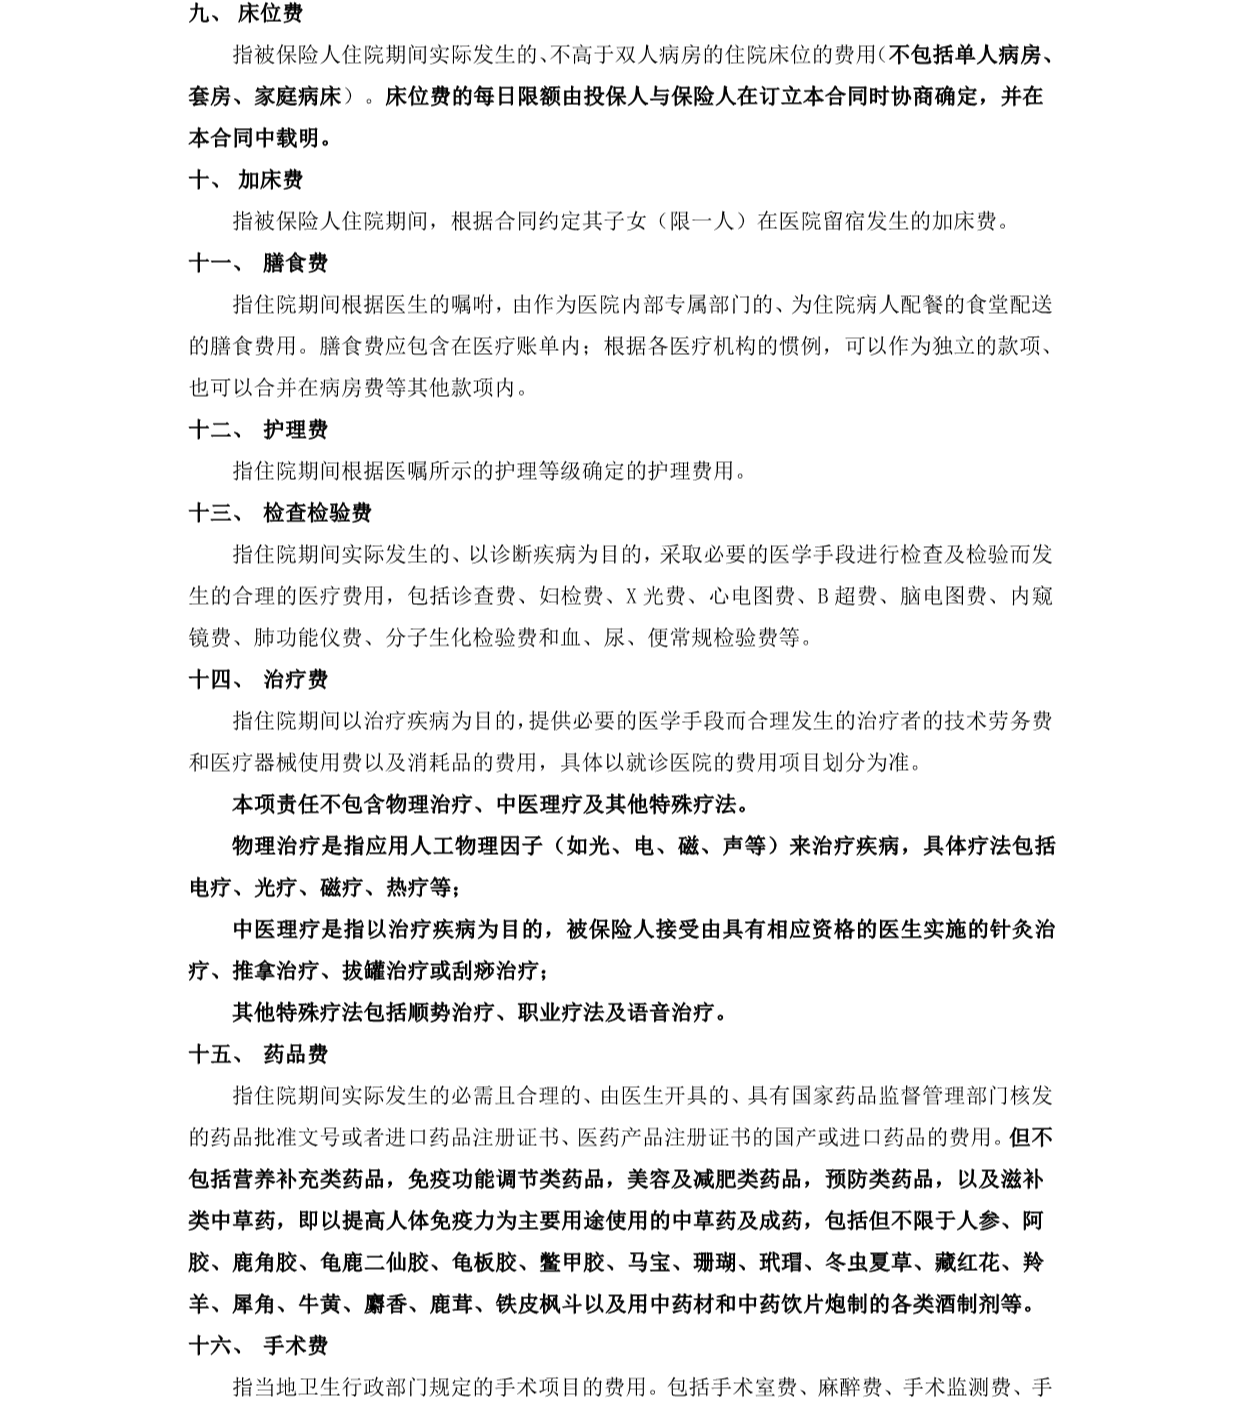 九、 床位费
指被保险人住院期间实际发生的、不高于双人病房的住院床位的费用（不包括单人病房、
套房、家庭病床）。床位费的每日限额由投保人与保险人在订立本合同时协商确定，并在
本合同中载明。
十、 加床费
指被保险人住院期间，根据合同约定其子女（限一人）在医院留宿发生的加床费。
十一、 膳食费
指住院期间根据医生的嘱咐，由作为医院内部专属部门的、为住院病人配餐的食堂配送
的膳食费用。膳食费应包含在医疗账单内；根据各医疗机构的惯例，可以作为独立的款项、
也可以合并在病房费等其他款项内。
十二、 护理费
指住院期间根据医嘱所示的护理等级确定的护理费用。
十三、 检查检验费
指住院期间实际发生的、以诊断疾病为目的，采取必要的医学手段进行检查及检验而发
生的合理的医疗费用，包括诊查费、妇检费、X 光费、心电图费、B 超费、脑电图费、内窥
镜费、肺功能仪费、分子生化检验费和血、尿、便常规检验费等。
十四、 治疗费
指住院期间以治疗疾病为目的，提供必要的医学手段而合理发生的治疗者的技术劳务费
和医疗器械使用费以及消耗品的费用，具体以就诊医院的费用项目划分为准。
本项责任不包含物理治疗、中医理疗及其他特殊疗法。
物理治疗是指应用人工物理因子（如光、电、磁、声等）来治疗疾病，具体疗法包括
电疗、光疗、磁疗、热疗等；
中医理疗是指以治疗疾病为目的，被保险人接受由具有相应资格的医生实施的针灸治
疗、推拿治疗、拔罐治疗或刮痧治疗；
其他特殊疗法包括顺势治疗、职业疗法及语音治疗。
十五、 药品费
指住院期间实际发生的必需且合理的、由医生开具的、具有国家药品监督管理部门核发
的药品批准文号或者进口药品注册证书、医药产品注册证书的国产或进口药品的费用。但不
包括营养补充类药品，免疫功能调节类药品，美容及减肥类药品，预防类药品，以及滋补
类中草药，即以提高人体免疫力为主要用途使用的中草药及成药，包括但不限于人参、阿
胶、鹿角胶、龟鹿二仙胶、龟板胶、鳖甲胶、马宝、珊瑚、玳瑁、冬虫夏草、藏红花、羚
羊、犀角、牛黄、麝香、鹿茸、铁皮枫斗以及用中药材和中药饮片炮制的各类酒制剂等。
十六、 手术费
指当地卫生行政部门规定的手术项目的费用。包括手术室费、麻醉费、手术监测费、手